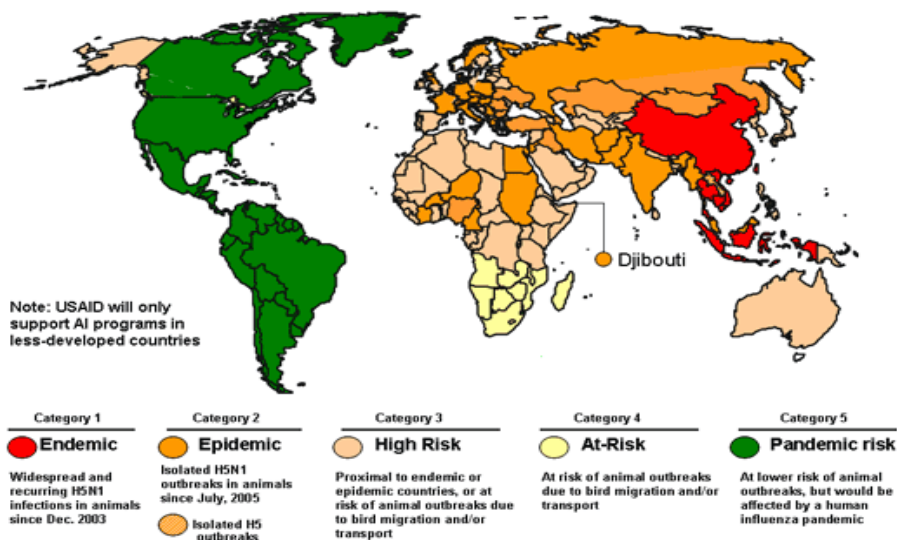 Djibouti
Note: USAID will only
support AI programs in
less-developed countries
Category 1
Endemic
Widespread and
recurring H5N1
infections in animals
since Dec. 2003
Category 2
Epidemic
Isolated H5N1
outbreaks in animals
since July, 2005
Isolated H5
outbreaks
Category 3
High Risk
Proximal to endemic or
epidemic countries, or at
risk of animal outbreaks
due to bird migration
and/or transport
Category 4
At-Risk
At risk of animal outbreaks
due to bird migration and/or
transport
Category 5
Pandemic risk
At lower risk of animal
outbreaks, but would be
affected by a human
influenza pandemic